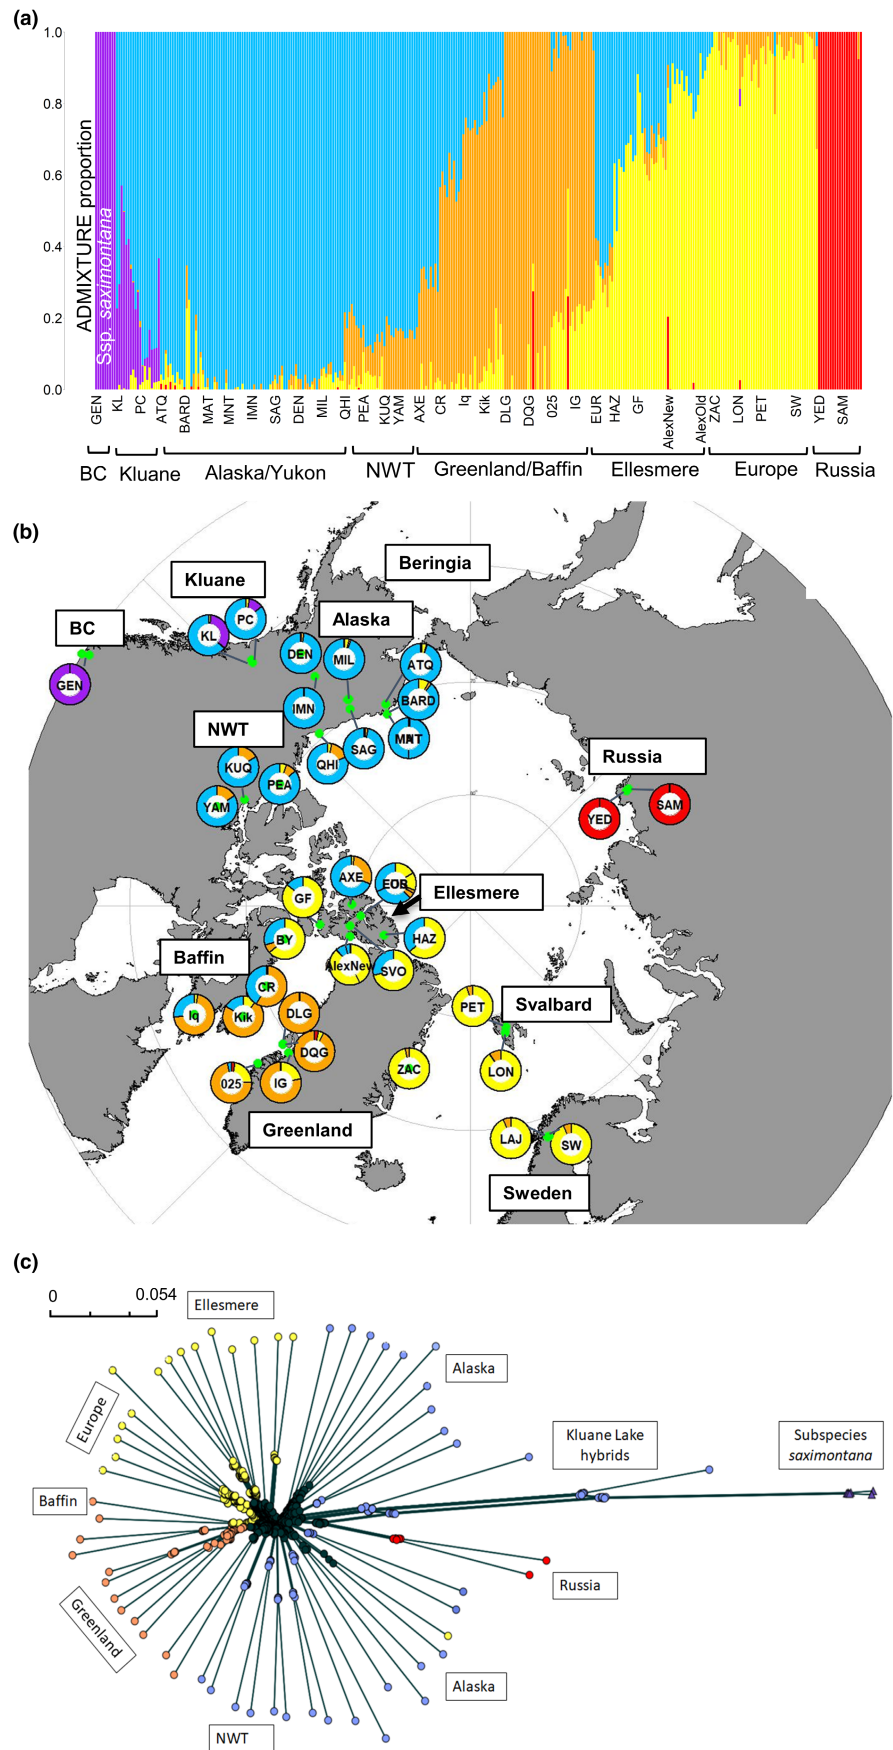 (a)
1.0
0.8
0.6
0.4
0.2
0.0
ADMIXTURE proportion
Ssp. saximontana
GEN
KL
PC
ATQ
BARD
MAT
MNT
IMN
SAG
DEN
MIL
QHI
PEA
KUQ
YAM
AXE
CR
Iq
Kik
DLG
DQG
025
IG
EUR
HAZ
GF
AlexNew
AlexOld
ZAC
LON
PET
SW
YED
SAM
BC
Kluane
Alaska/Yukon
NWT
Greenland/Baffin
Ellesmere
Europe
Russia
(b)
Beringia
Kluane
BC
Alaska
PC
KL
DEN
MIL
ATQ
GEN
BARD
IMN
NWT
MNT
SAG
QHI
Russia
KUQ
PEA
YAM
YED
SAM
AXE
Ellesmere
GF
BY
HAZ
Baffin
AlexNew
SVO
CR
Iq
Kik
DLG
PET
Svalbard
DQG
025
IG
ZAC
LON
Greenland
LAJ
SW
Sweden
(c)
0
0.054
Ellesmere
Alaska
Europe
Kluane Lake
hybrids
Subspecies
saximontana
Baffin
Russia
Greenland
Alaska
NWT